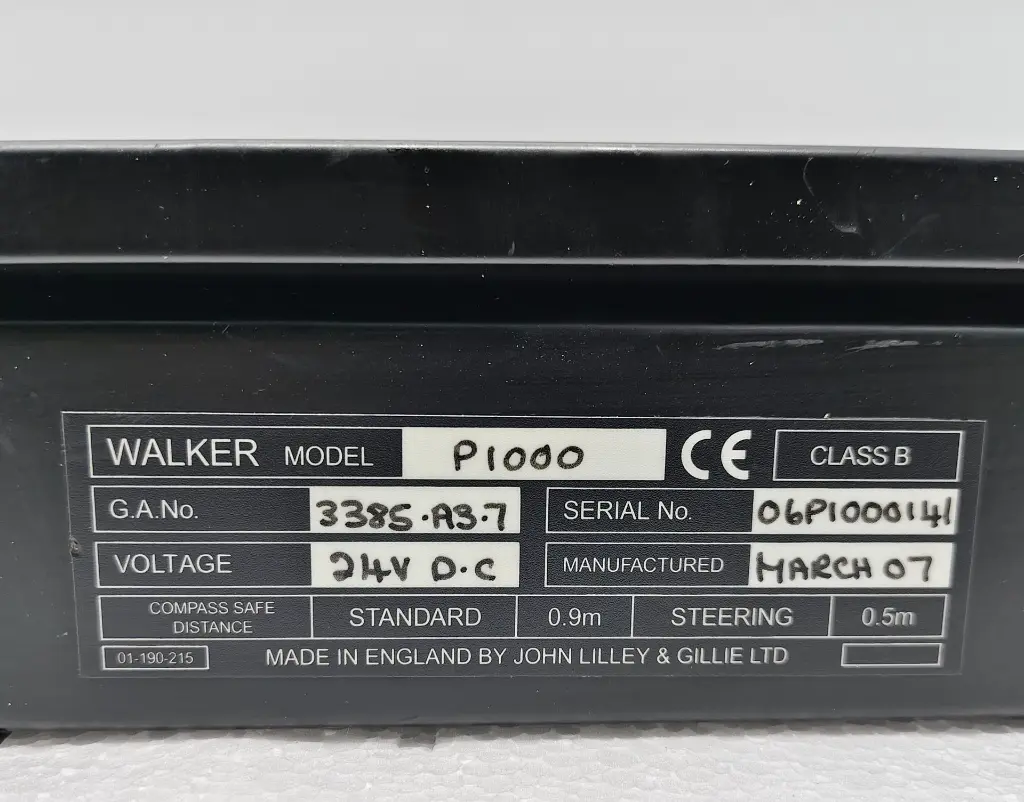 WALKER MODEL P1000 CE CLASS B
G.A.No. 3385·A3·7 SERIAL No. 06P1000141
VOLTAGE 24V D·C MANUFACTURED MARCH 07
COMPASS SAFE DISTANCE STANDARD 0.9m STEERING 0.5m
01-190-215 MADE IN ENGLAND BY JOHN LILLEY & GILLIE LTD